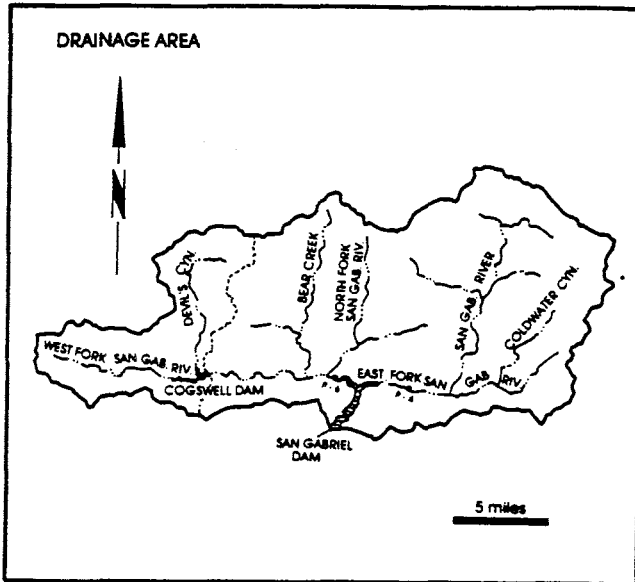 DRAINAGE AREA
N
DEVIL'S CYN.
BEAR CREEK
NORTH FORK
SAN GAB. RIV.
SAN GAB. RIVER
COLDWATER CYN.
WEST FORK SAN GAB. RIV.
COGSWELL DAM
EAST FORK SAN GAB RIV.
SAN GABRIEL
DAM
5 miles